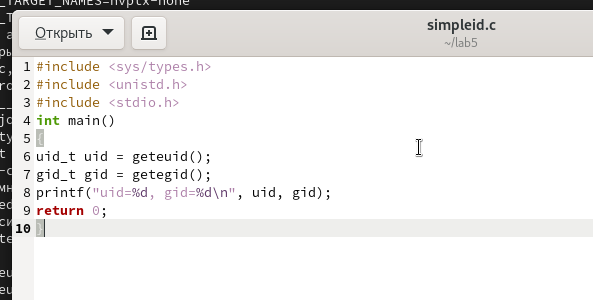 _TARGET_NAMES=nvptx-none
Открыть
simpleid.c
~/lab5
1 #include <sys/types.h>
2 #include <unistd.h>
3 #include <stdio.h>
4 int main()
5 {
6 uid_t uid = geteuid();
7 gid_t gid = getegid();
8 printf("uid=%d, gid=%d\n", uid, gid);
9 return 0;
10 }